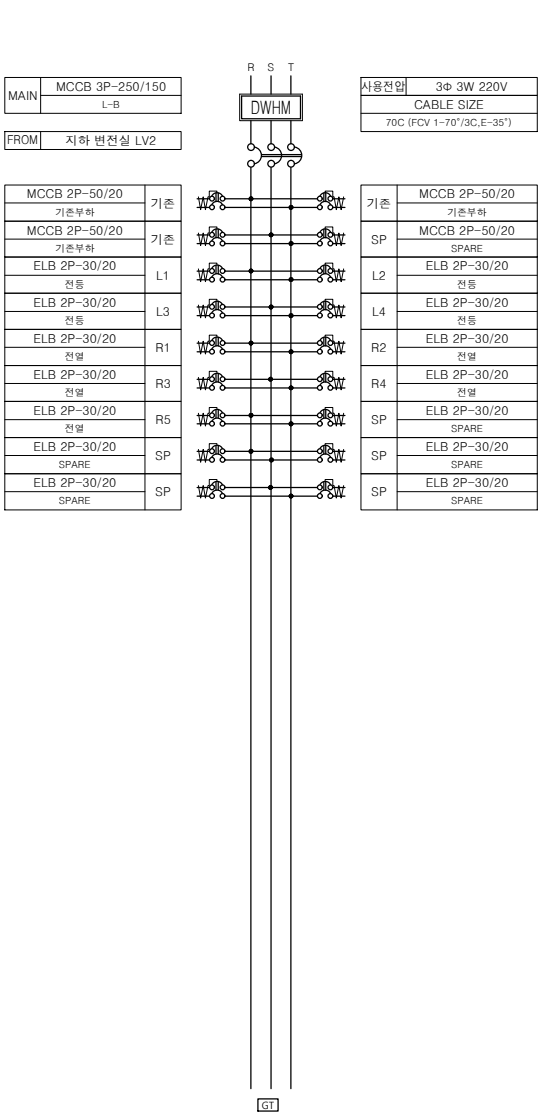 R S T
MAIN MCCB 3P-250/150
L-B
DWHM
사용전압 3Φ 3W 220V
CABLE SIZE
70C (FCV 1-70"/3C,E-35")
FROM 지하 변전실 LV2
MCCB 2P-50/20 기존
기존부하
기존 MCCB 2P-50/20
기존부하
MCCB 2P-50/20 기존
기존부하
SP MCCB 2P-50/20
SPARE
ELB 2P-30/20 L1
전등
L2 ELB 2P-30/20
전등
ELB 2P-30/20 L3
전등
L4 ELB 2P-30/20
전등
ELB 2P-30/20 R1
전열
R2 ELB 2P-30/20
전열
ELB 2P-30/20 R3
전열
R4 ELB 2P-30/20
전열
ELB 2P-30/20 R5
전열
SP ELB 2P-30/20
SPARE
ELB 2P-30/20 SP
SPARE
SP ELB 2P-30/20
SPARE
ELB 2P-30/20 SP
SPARE
SP ELB 2P-30/20
SPARE
GT